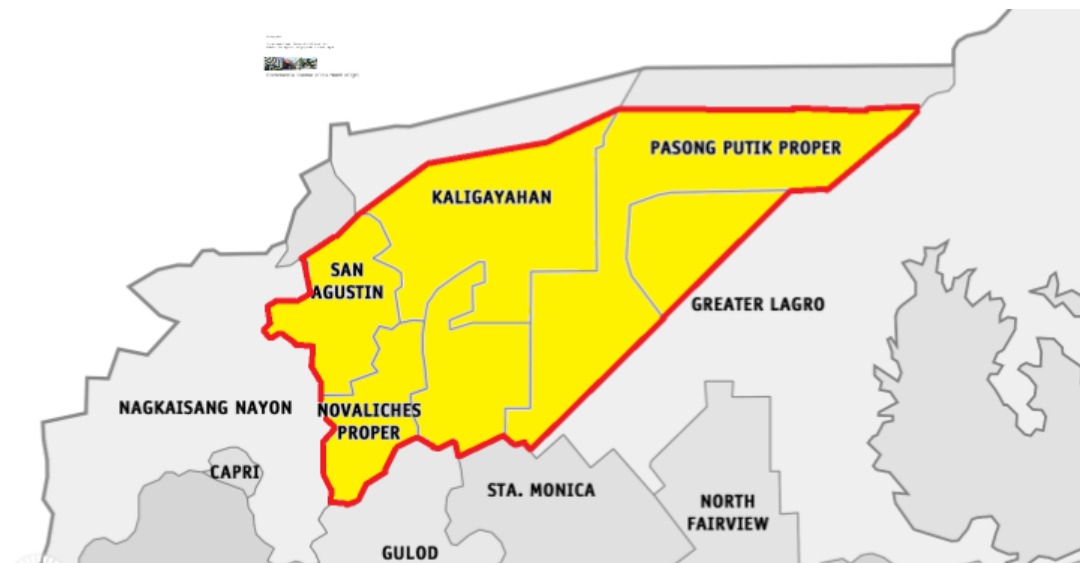 PASONG PUTIK PROPER
KALIGAYAHAN
SAN
AGUSTIN
GREATER LAGRO
NAGKAISANG NAYON
NOVALICHES
PROPER
CAPRI
STA. MONICA
NORTH
FAIRVIEW
GULOD